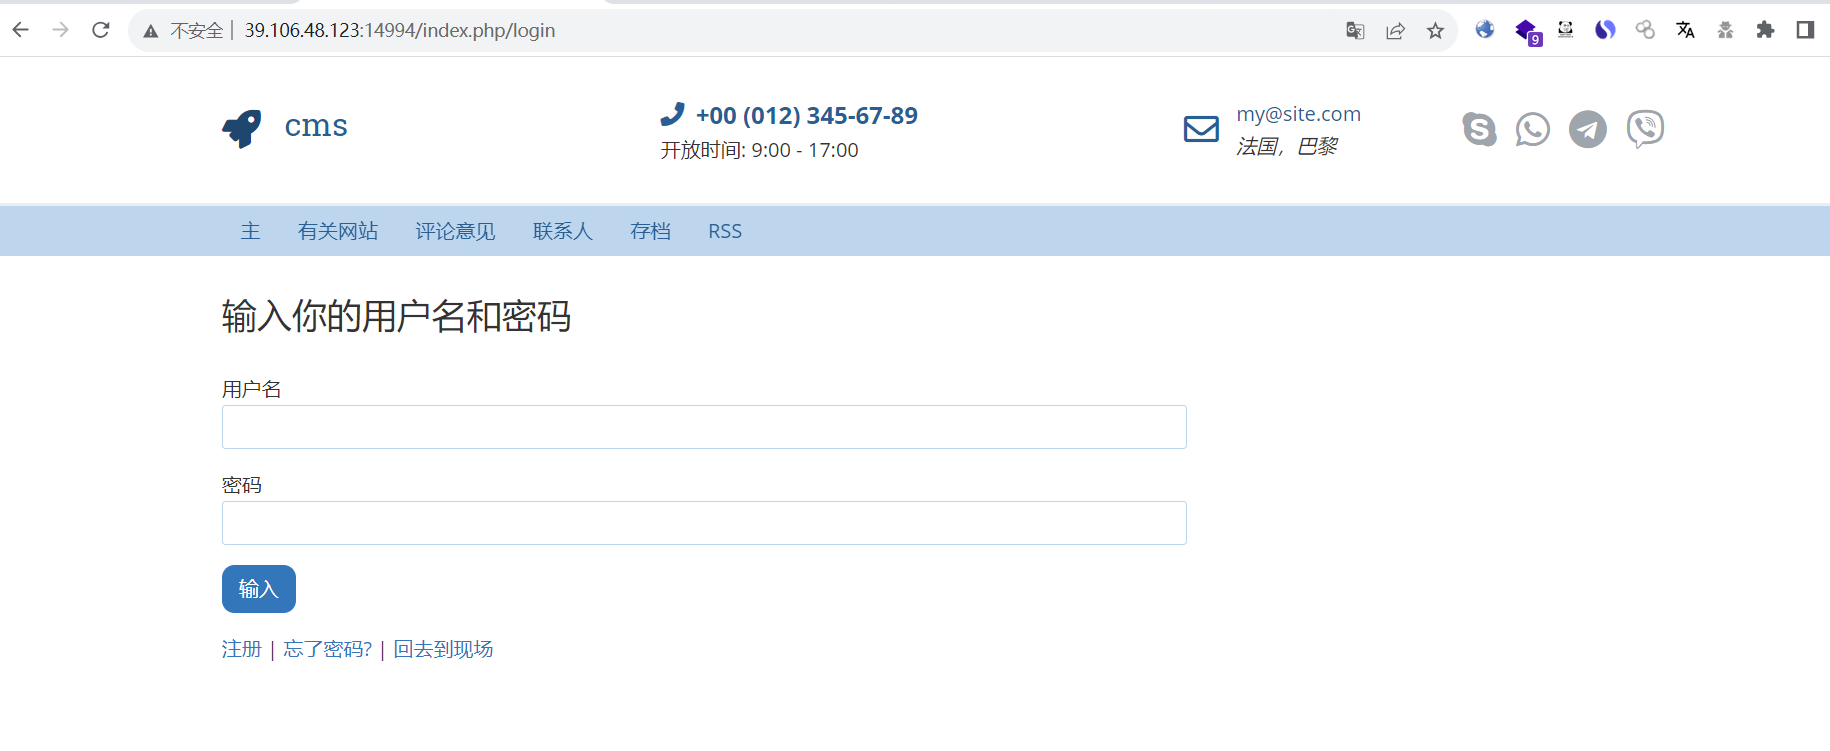 不安全 | 39.106.48.123:14994/index.php/login
9
cms
+00 (012) 345-67-89
开放时间: 9:00 - 17:00
my@site.com
法国，巴黎
主 有关网站 评论意见 联系人 存档 RSS
输入你的用户名和密码
用户名
密码
输入
注册 | 忘了密码? | 回去到现场